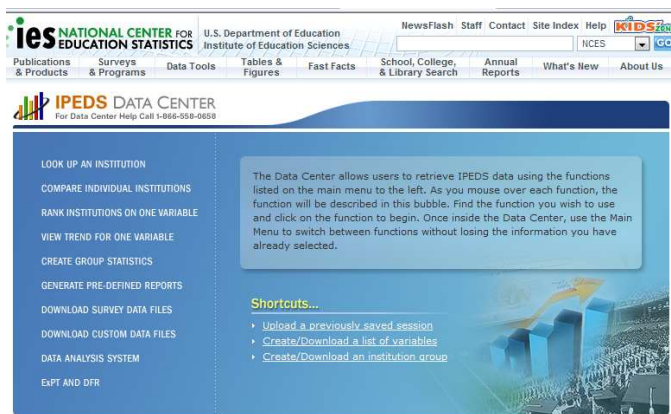 NewsFlash Staff Contact Site Index Help KIDS ZONE
ies NATIONAL CENTER FOR EDUCATION STATISTICS
U.S. Department of Education
Institute of Education Sciences
NCES GO
Publications & Products
Surveys & Programs
Data Tools
Tables & Figures
Fast Facts
School, College, & Library Search
Annual Reports
What's New
About Us
IPEDS DATA CENTER
For Data Center Help Call 1-866-558-0658
LOOK UP AN INSTITUTION
COMPARE INDIVIDUAL INSTITUTIONS
RANK INSTITUTIONS ON ONE VARIABLE
VIEW TREND FOR ONE VARIABLE
CREATE GROUP STATISTICS
GENERATE PRE-DEFINED REPORTS
DOWNLOAD SURVEY DATA FILES
DOWNLOAD CUSTOM DATA FILES
DATA ANALYSIS SYSTEM
ExPT AND DFR
The Data Center allows users to retrieve IPEDS data using the functions
listed on the main menu to the left. As you mouse over each function, the
function will be described in this bubble. Find the function you wish to use
and click on the function to begin. Once inside the Data Center, use the Main
Menu to switch between functions without losing the information you have
already selected.
Shortcuts...
Upload a previously saved session
Create/Download a list of variables
Create/Download an institution group